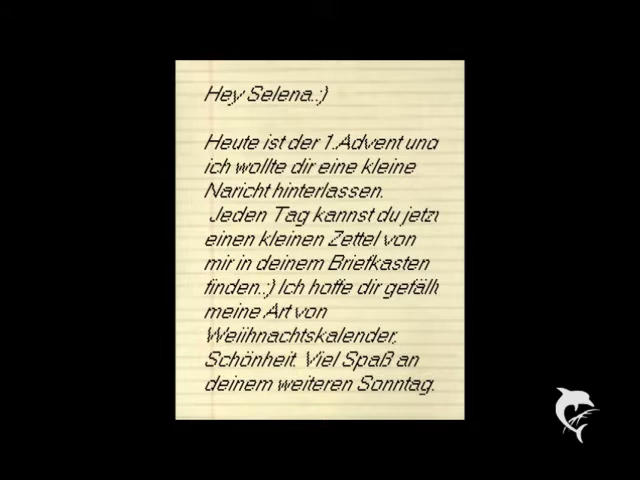 Hey Selena.:)
Heute ist der 1.Advent und
ich wollte dir eine kleine
Naricht hinterlassen.
Jeden Tag kannst du jetzt
einen kleinen Zettel von
mir in deinem Briefkasten
finden.:) Ich hoffe dir gefällt
meine Art von
Weiihnachtskalender,
Schönheit. Viel Spaß an
deinem weiteren Sonntag.